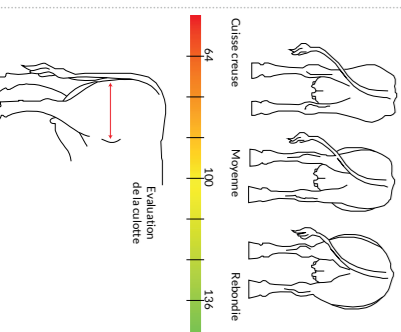 Cuisse creuse
Moyenne
Rebondie
64
100
136
Evaluation
de la culotte